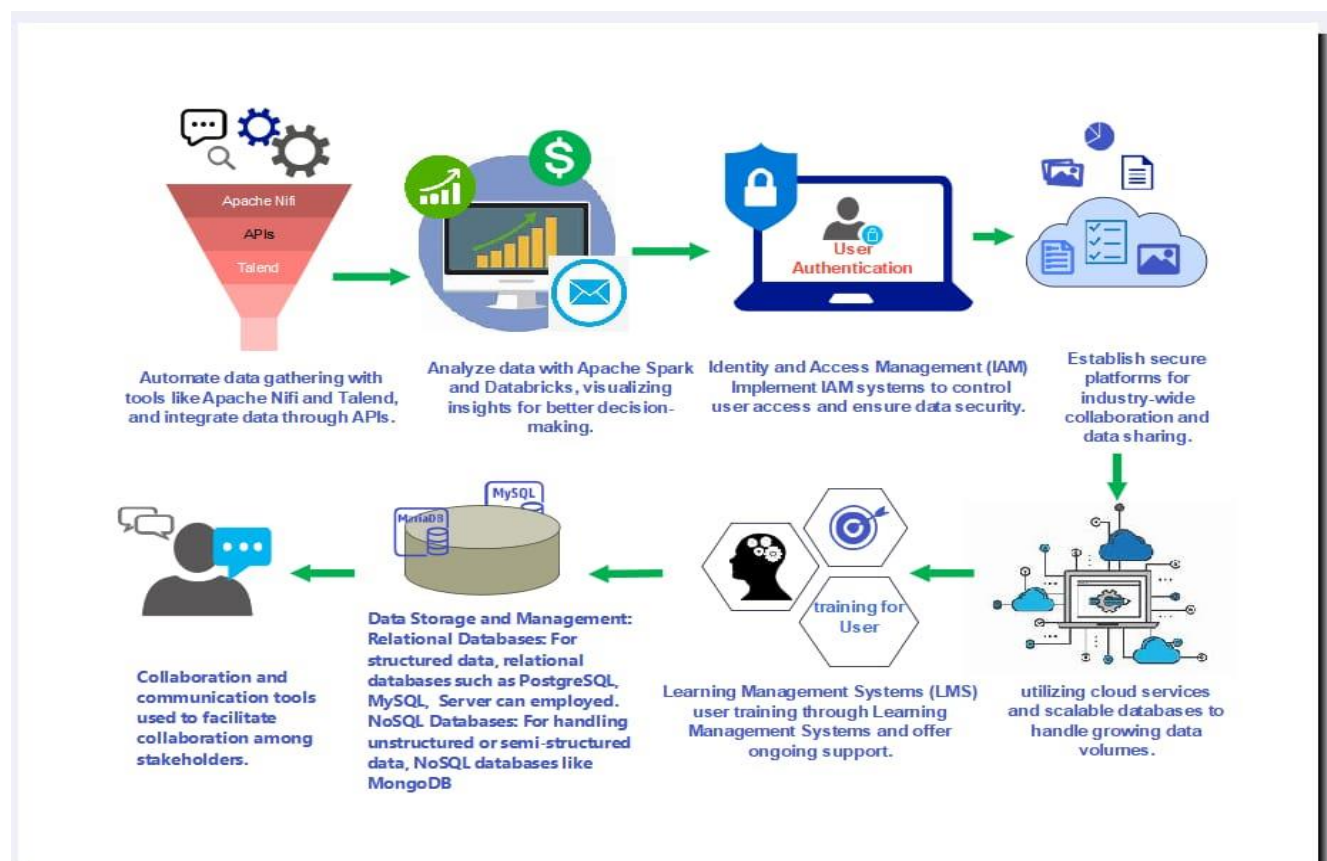 Apache Nifi
APIs
Talend
Automate data gathering with
tools like Apache Nifi and Talend,
and integrate data through APIs.
Analyze data with Apache Spark
and Databricks, visualizing
insights for better decision-
making.
User
Authentication
Identity and Access Management (IAM)
Implement IAM systems to control
user access and ensure data security.
Establish secure
platforms for
industry-wide
collaboration and
data sharing.
utilizing cloud services
and scalable databases to
handle growing data
volumes.
training for
User
Learning Management Systems (LMS)
user training through Learning
Management Systems and offer
ongoing support.
MySQL
MariaDB
Data Storage and Management:
Relational Databases: For
structured data, relational
databases such as PostgreSQL,
MySQL, Server can employed.
NoSQL Databases: For handling
unstructured or semi-structured
data, NoSQL databases like
MongoDB
Collaboration and
communication tools
used to facilitate
collaboration among
stakeholders.